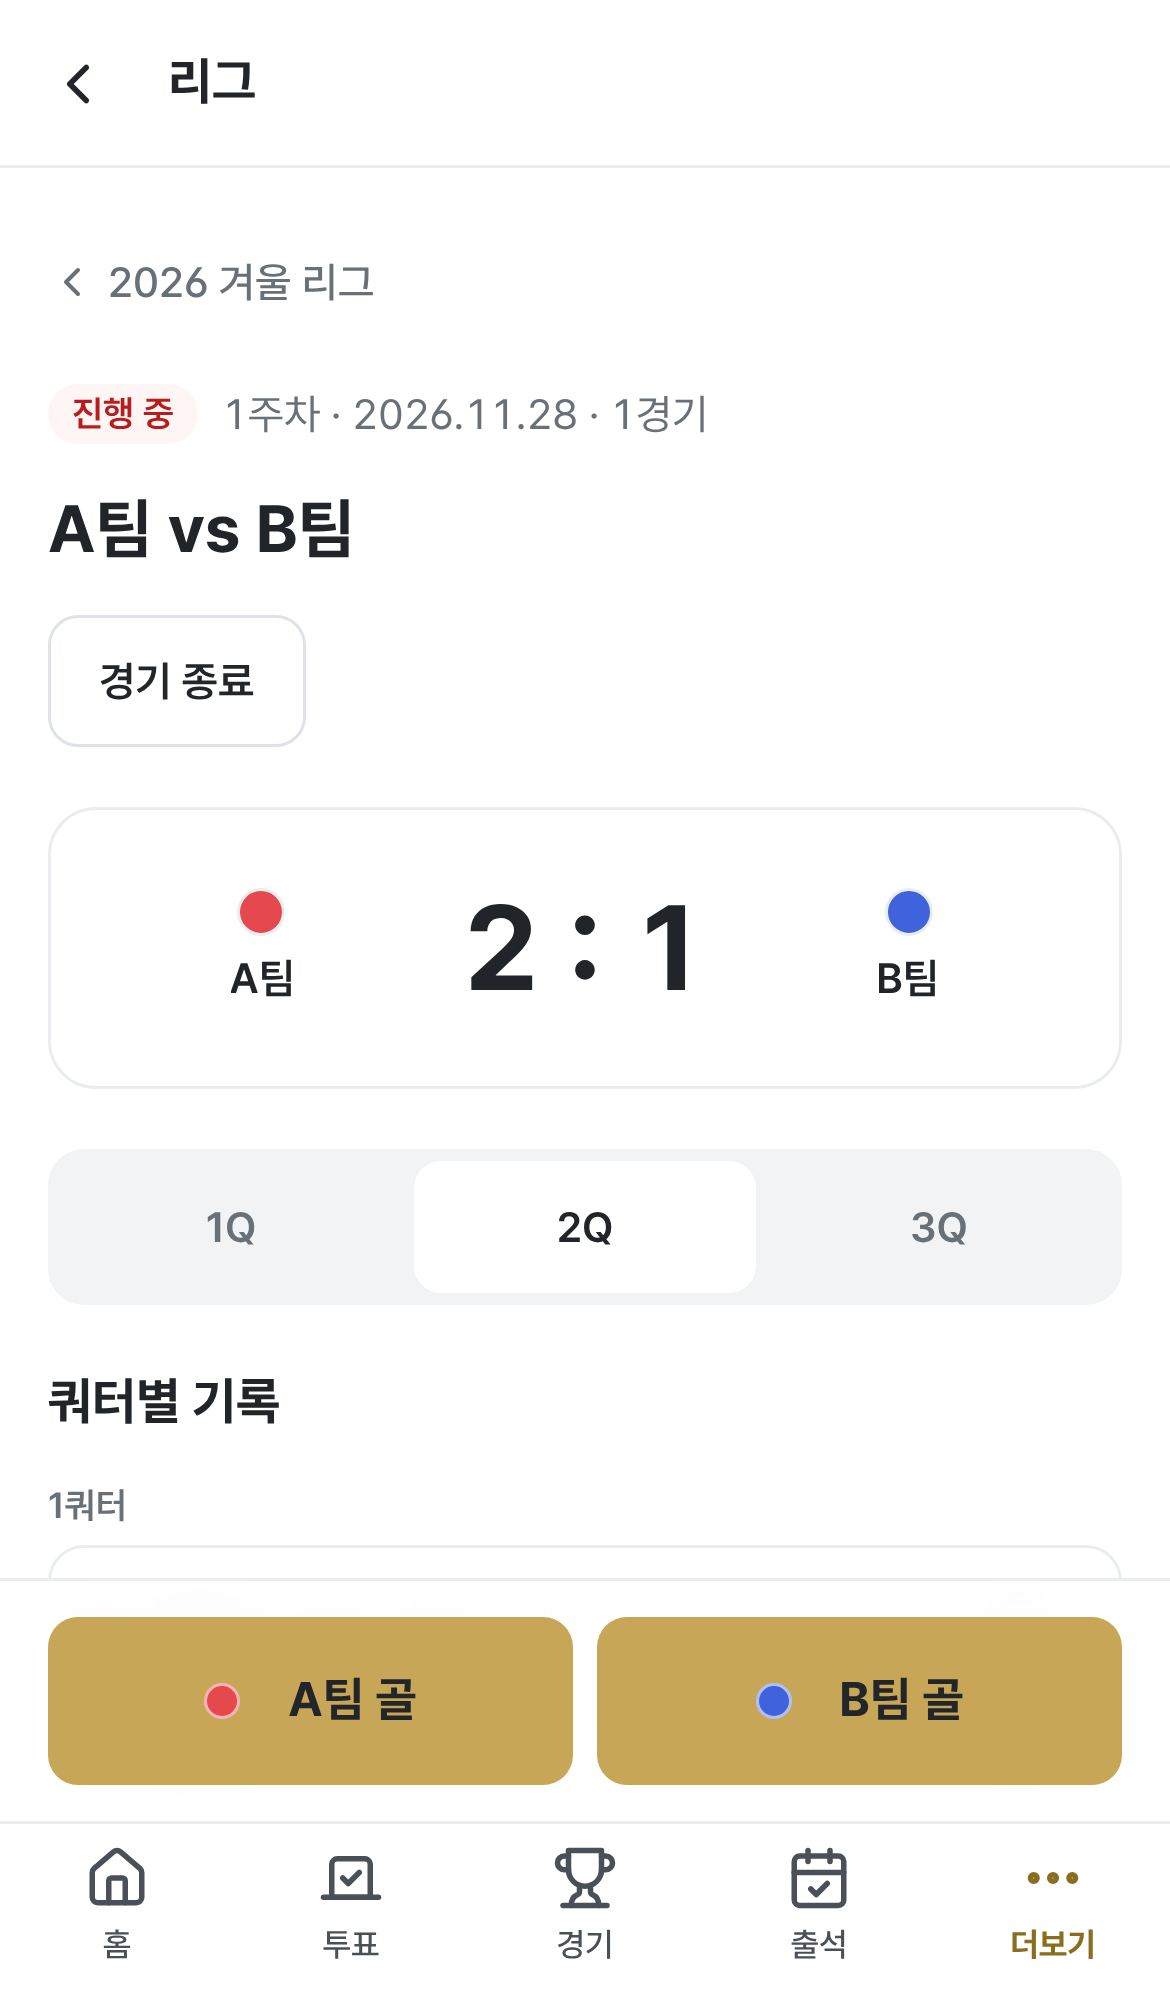 리그
2026 겨울 리그
진행 중 1주차 · 2026.11.28 · 1경기
A팀 vs B팀
경기 종료
2 : 1
A팀 B팀
1Q 2Q 3Q
쿼터별 기록
1쿼터
A팀 골 B팀 골
홈 투표 경기 출석 더보기